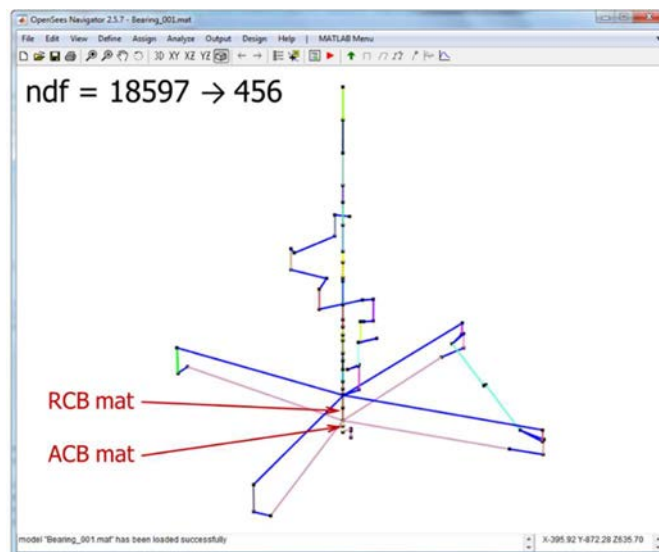 OpenSees Navigator 2.5.7 - Bearing_001.mat*
File Edit View Define Assign Analyze Output Design Help | MATLAB Menu
3D XY XZ YZ
ndf = 18597 → 456
RCB mat
ACB mat
model "Bearing_001.mat" has been loaded successfully
X-395.92 Y-872.28 Z635.70